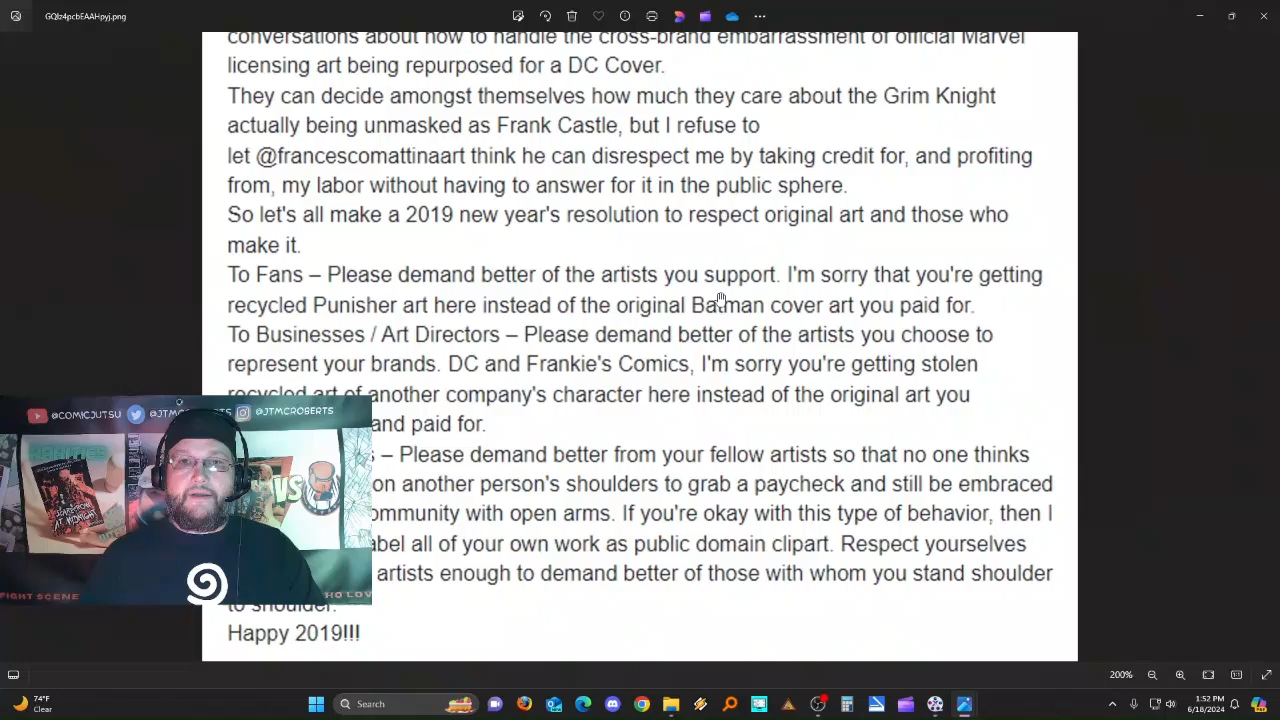 GQlz4pcbEAAHpyj.png
conversations about how to handle the cross-brand embarrassment of official Marvel
licensing art being repurposed for a DC Cover.
They can decide amongst themselves how much they care about the Grim Knight
actually being unmasked as Frank Castle, but I refuse to
let @francescomattinaart think he can disrespect me by taking credit for, and profiting
from, my labor without having to answer for it in the public sphere.
So let's all make a 2019 new year's resolution to respect original art and those who
make it.
To Fans – Please demand better of the artists you support. I'm sorry that you're getting
recycled Punisher art here instead of the original Batman cover art you paid for.
To Businesses / Art Directors – Please demand better of the artists you choose to
represent your brands. DC and Frankie's Comics, I'm sorry you're getting stolen
recycled art of another company's character here instead of the original art you
and paid for.
s – Please demand better from your fellow artists so that no one thinks
on another person's shoulders to grab a paycheck and still be embraced
ommunity with open arms. If you're okay with this type of behavior, then I
abel all of your own work as public domain clipart. Respect yourselves
artists enough to demand better of those with whom you stand shoulder
to shoulder.
Happy 2019!!!
@COMICJUTSU @JTMCROBERTS @JTMCROBERTS
SCARECROW
AT MIDNIGHT
VS
FIGHT SCENE
HO LOV
200%
74°F
Clear
Search
1:52 PM
6/18/2024